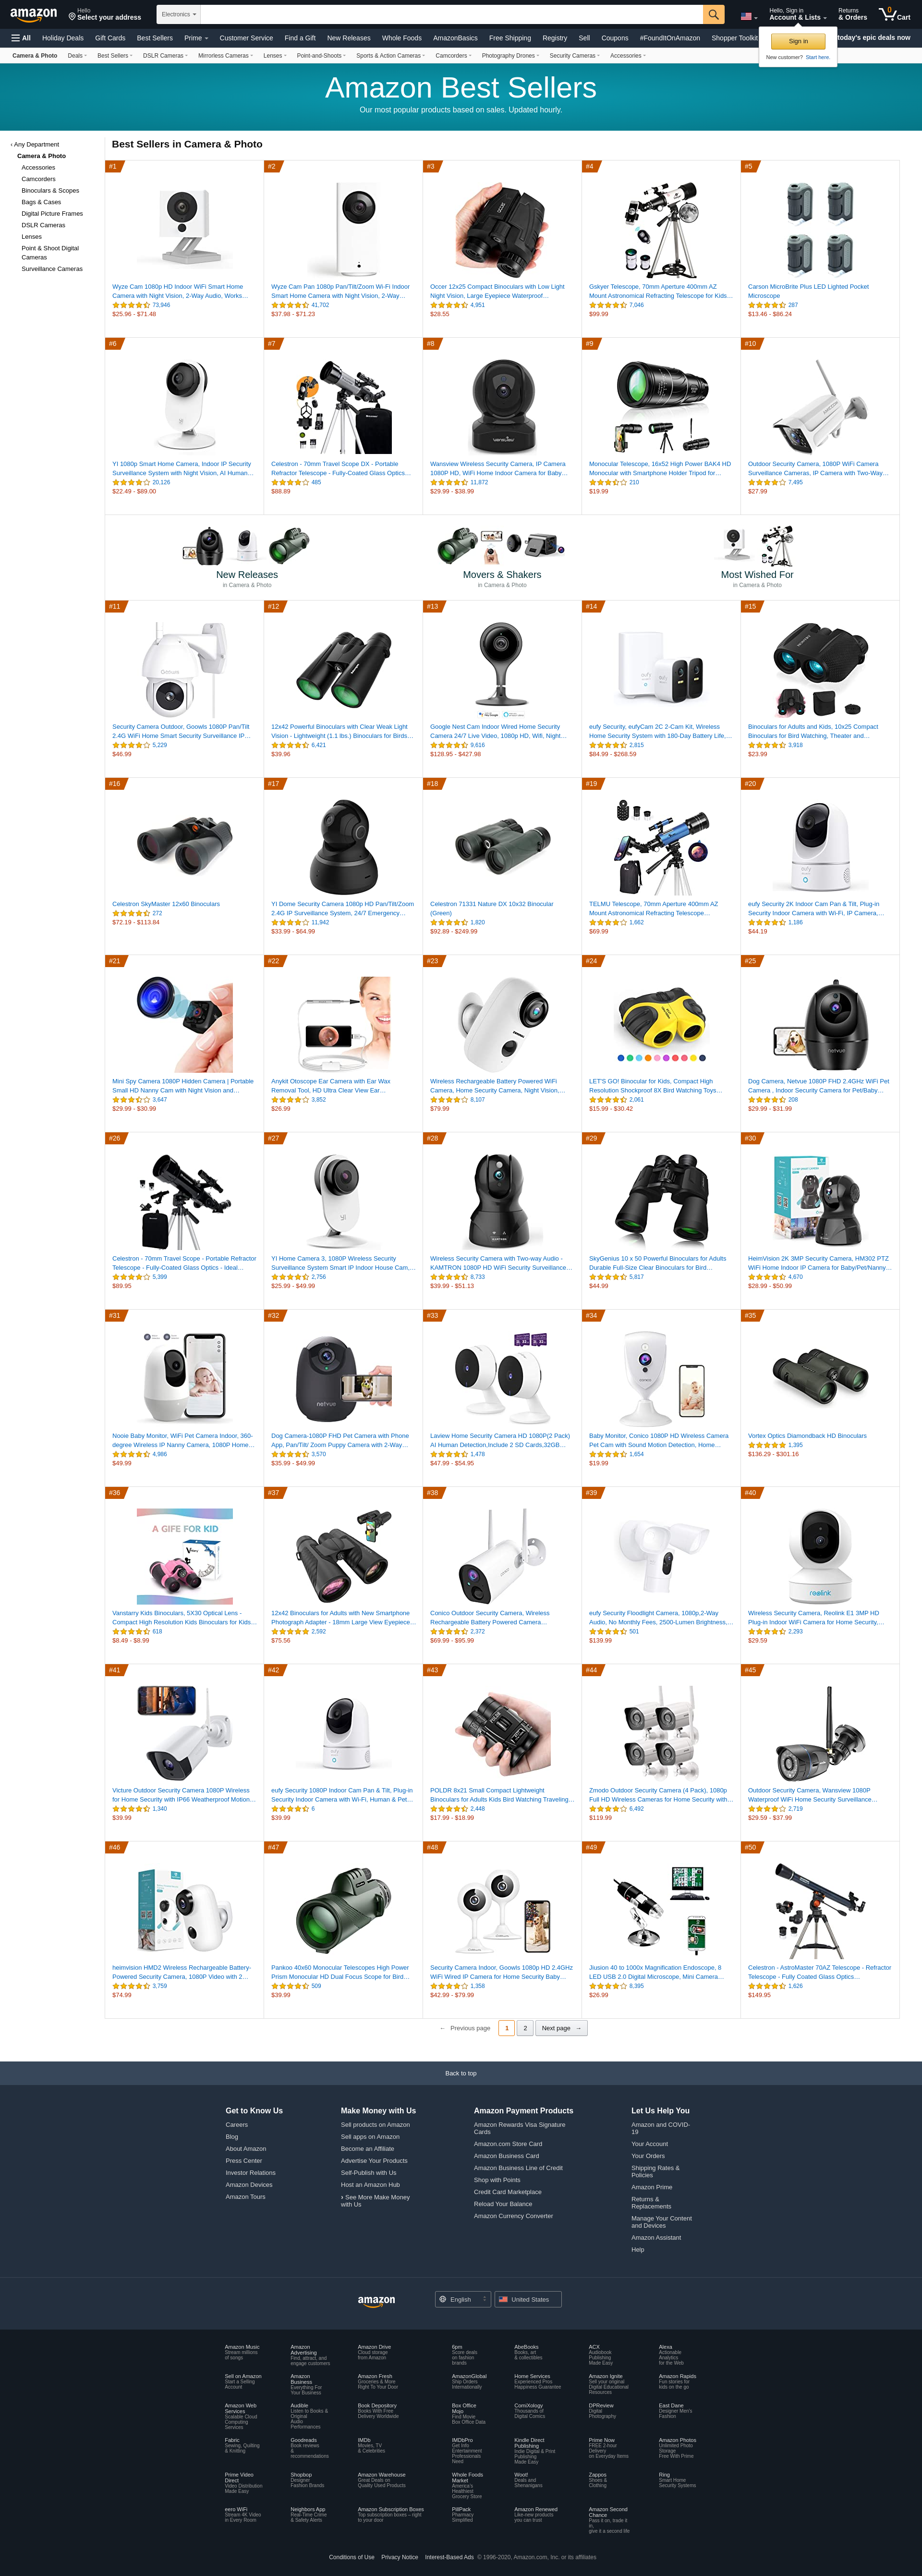 amazon
Hello
Select your address
Electronics
Hello, Sign in
Account & Lists
Returns
& Orders
0
Cart
All
Holiday Deals
Gift Cards
Best Sellers
Prime
Customer Service
Find a Gift
New Releases
Whole Foods
AmazonBasics
Free Shipping
Registry
Sell
Coupons
#FoundItOnAmazon
Shopper Toolkit
today's epic deals now
Sign in
New customer? Start here.
Camera & Photo
Deals
Best Sellers
DSLR Cameras
Mirrorless Cameras
Lenses
Point-and-Shoots
Sports & Action Cameras
Camcorders
Photography Drones
Security Cameras
Accessories
Amazon Best Sellers
Our most popular products based on sales. Updated hourly.
‹ Any Department
Camera & Photo
Accessories
Camcorders
Binoculars & Scopes
Bags & Cases
Digital Picture Frames
DSLR Cameras
Lenses
Point & Shoot Digital
Cameras
Surveillance Cameras
Best Sellers in Camera & Photo
#1
Wyze Cam 1080p HD Indoor WiFi Smart Home
Camera with Night Vision, 2-Way Audio, Works…
73,946
$25.96 - $71.48
#2
Wyze Cam Pan 1080p Pan/Tilt/Zoom Wi-Fi Indoor
Smart Home Camera with Night Vision, 2-Way…
41,702
$37.98 - $71.23
#3
Occer 12x25 Compact Binoculars with Low Light
Night Vision, Large Eyepiece Waterproof…
4,951
$28.55
#4
Gskyer Telescope, 70mm Aperture 400mm AZ
Mount Astronomical Refracting Telescope for Kids…
7,046
$99.99
#5
Carson MicroBrite Plus LED Lighted Pocket
Microscope
287
$13.46 - $86.24
#6
YI 1080p Smart Home Camera, Indoor IP Security
Surveillance System with Night Vision, AI Human…
20,126
$22.49 - $89.00
#7
Celestron - 70mm Travel Scope DX - Portable
Refractor Telescope - Fully-Coated Glass Optics…
485
$88.89
#8
Wansview Wireless Security Camera, IP Camera
1080P HD, WiFi Home Indoor Camera for Baby…
11,872
$29.99 - $38.99
#9
Monocular Telescope, 16x52 High Power BAK4 HD
Monocular with Smartphone Holder Tripod for…
210
$19.99
#10
Outdoor Security Camera, 1080P WiFi Camera
Surveillance Cameras, IP Camera with Two-Way…
7,495
$27.99
New Releases
in Camera & Photo
Movers & Shakers
in Camera & Photo
Most Wished For
in Camera & Photo
#11
Security Camera Outdoor, Goowls 1080P Pan/Tilt
2.4G WiFi Home Smart Security Surveillance IP…
5,229
$46.99
#12
12x42 Powerful Binoculars with Clear Weak Light
Vision - Lightweight (1.1 lbs.) Binoculars for Birds…
6,421
$39.96
#13
Google Nest Cam Indoor Wired Home Security
Camera 24/7 Live Video, 1080p HD, Wifi, Night…
9,616
$128.95 - $427.98
#14
eufy Security, eufyCam 2C 2-Cam Kit, Wireless
Home Security System with 180-Day Battery Life,…
2,815
$84.99 - $268.59
#15
Binoculars for Adults and Kids, 10x25 Compact
Binoculars for Bird Watching, Theater and…
3,918
$23.99
#16
Celestron SkyMaster 12x60 Binoculars
272
$72.19 - $113.84
#17
YI Dome Security Camera 1080p HD Pan/Tilt/Zoom
2.4G IP Surveillance System, 24/7 Emergency…
11,942
$33.99 - $64.99
#18
Celestron 71331 Nature DX 10x32 Binocular
(Green)
1,820
$92.89 - $249.99
#19
TELMU Telescope, 70mm Aperture 400mm AZ
Mount Astronomical Refracting Telescope…
1,662
$69.99
#20
eufy Security 2K Indoor Cam Pan & Tilt, Plug-in
Security Indoor Camera with Wi-Fi, IP Camera,…
1,186
$44.19
#21
Mini Spy Camera 1080P Hidden Camera | Portable
Small HD Nanny Cam with Night Vision and…
3,647
$29.99 - $30.99
#22
Anykit Otoscope Ear Camera with Ear Wax
Removal Tool, HD Ultra Clear View Ear…
3,852
$26.99
#23
Wireless Rechargeable Battery Powered WiFi
Camera, Home Security Camera, Night Vision,…
8,107
$79.99
#24
LET'S GO! Binocular for Kids, Compact High
Resolution Shockproof 8X Bird Watching Toys…
2,061
$15.99 - $30.42
#25
Dog Camera, Netvue 1080P FHD 2.4GHz WiFi Pet
Camera , Indoor Security Camera for Pet/Baby…
208
$29.99 - $31.99
#26
Celestron - 70mm Travel Scope - Portable Refractor
Telescope - Fully-Coated Glass Optics - Ideal…
5,399
$89.95
#27
YI Home Camera 3, 1080P Wireless Security
Surveillance System Smart IP Indoor House Cam,…
2,756
$25.99 - $49.99
#28
Wireless Security Camera with Two-way Audio -
KAMTRON 1080P HD WiFi Security Surveillance…
8,733
$39.99 - $51.13
#29
SkyGenius 10 x 50 Powerful Binoculars for Adults
Durable Full-Size Clear Binoculars for Bird…
5,817
$44.99
#30
HeimVision 2K 3MP Security Camera, HM302 PTZ
WiFi Home Indoor IP Camera for Baby/Pet/Nanny…
4,670
$28.99 - $50.99
#31
Nooie Baby Monitor, WiFi Pet Camera Indoor, 360-
degree Wireless IP Nanny Camera, 1080P Home…
4,986
$49.99
#32
netvue
Dog Camera-1080P FHD Pet Camera with Phone
App, Pan/Tilt/ Zoom Puppy Camera with 2-Way…
3,570
$35.99 - $49.99
#33
Laview Home Security Camera HD 1080P(2 Pack)
AI Human Detection,Include 2 SD Cards,32GB…
1,478
$47.99 - $54.95
#34
Baby Monitor, Conico 1080P HD Wireless Camera
Pet Cam with Sound Motion Detection, Home…
1,654
$19.99
#35
Vortex Optics Diamondback HD Binoculars
1,395
$136.29 - $301.16
#36
A GIFE FOR KID
Vanstarry Kids Binoculars, 5X30 Optical Lens -
Compact High Resolution Kids Binoculars for Kids…
618
$8.49 - $8.99
#37
12x42 Binoculars for Adults with New Smartphone
Photograph Adapter - 18mm Large View Eyepiece…
2,592
$75.56
#38
Conico Outdoor Security Camera, Wireless
Rechargeable Battery Powered Camera…
2,372
$69.99 - $95.99
#39
eufy Security Floodlight Camera, 1080p,2-Way
Audio, No Monthly Fees, 2500-Lumen Brightness,…
501
$139.99
#40
reolink
Wireless Security Camera, Reolink E1 3MP HD
Plug-in Indoor WiFi Camera for Home Security,…
2,293
$29.59
#41
Victure Outdoor Security Camera 1080P Wireless
for Home Security with IP66 Weatherproof Motion…
1,340
$39.99
#42
eufy Security 1080P Indoor Cam Pan & Tilt, Plug-in
Security Indoor Camera with Wi-Fi, Human & Pet…
6
$39.99
#43
POLDR 8x21 Small Compact Lightweight
Binoculars for Adults Kids Bird Watching Traveling…
2,448
$17.99 - $18.99
#44
Zmodo Outdoor Security Camera (4 Pack), 1080p
Full HD Wireless Cameras for Home Security with…
6,492
$119.99
#45
Outdoor Security Camera, Wansview 1080P
Waterproof WiFi Home Security Surveillance…
2,719
$29.59 - $37.99
#46
heimvision HMD2 Wireless Rechargeable Battery-
Powered Security Camera, 1080P Video with 2…
3,759
$74.99
#47
Pankoo 40x60 Monocular Telescopes High Power
Prism Monocular HD Dual Focus Scope for Bird…
509
$39.99
#48
Security Camera Indoor, Goowls 1080p HD 2.4GHz
WiFi Wired IP Camera for Home Security Baby…
1,358
$42.99 - $79.99
#49
Jiusion 40 to 1000x Magnification Endoscope, 8
LED USB 2.0 Digital Microscope, Mini Camera…
8,395
$26.99
#50
Celestron - AstroMaster 70AZ Telescope - Refractor
Telescope - Fully Coated Glass Optics…
1,626
$149.95
← Previous page 1 2 Next page →
Back to top
Get to Know Us
Careers
Blog
About Amazon
Press Center
Investor Relations
Amazon Devices
Amazon Tours
Make Money with Us
Sell products on Amazon
Sell apps on Amazon
Become an Affiliate
Advertise Your Products
Self-Publish with Us
Host an Amazon Hub
› See More Make Money
with Us
Amazon Payment Products
Amazon Rewards Visa Signature
Cards
Amazon.com Store Card
Amazon Business Card
Amazon Business Line of Credit
Shop with Points
Credit Card Marketplace
Reload Your Balance
Amazon Currency Converter
Let Us Help You
Amazon and COVID-
19
Your Account
Your Orders
Shipping Rates &
Policies
Amazon Prime
Returns &
Replacements
Manage Your Content
and Devices
Amazon Assistant
Help
amazon
English
United States
Amazon Music
Stream millions
of songs
Amazon
Advertising
Find, attract, and
engage customers
Amazon Drive
Cloud storage
from Amazon
6pm
Score deals
on fashion
brands
AbeBooks
Books, art
& collectibles
ACX
Audiobook
Publishing
Made Easy
Alexa
Actionable
Analytics
for the Web
Sell on Amazon
Start a Selling
Account
Amazon
Business
Everything For
Your Business
Amazon Fresh
Groceries & More
Right To Your Door
AmazonGlobal
Ship Orders
Internationally
Home Services
Experienced Pros
Happiness Guarantee
Amazon Ignite
Sell your original
Digital Educational
Resources
Amazon Rapids
Fun stories for
kids on the go
Amazon Web
Services
Scalable Cloud
Computing
Services
Audible
Listen to Books &
Original
Audio
Performances
Book Depository
Books With Free
Delivery Worldwide
Box Office
Mojo
Find Movie
Box Office Data
ComiXology
Thousands of
Digital Comics
DPReview
Digital
Photography
East Dane
Designer Men's
Fashion
Fabric
Sewing, Quilting
& Knitting
Goodreads
Book reviews
&
recommendations
IMDb
Movies, TV
& Celebrities
IMDbPro
Get Info
Entertainment
Professionals
Need
Kindle Direct
Publishing
Indie Digital & Print
Publishing
Made Easy
Prime Now
FREE 2-hour
Delivery
on Everyday Items
Amazon Photos
Unlimited Photo
Storage
Free With Prime
Prime Video
Direct
Video Distribution
Made Easy
Shopbop
Designer
Fashion Brands
Amazon Warehouse
Great Deals on
Quality Used Products
Whole Foods
Market
America's
Healthiest
Grocery Store
Woot!
Deals and
Shenanigans
Zappos
Shoes &
Clothing
Ring
Smart Home
Security Systems
eero WiFi
Stream 4K Video
in Every Room
Neighbors App
Real-Time Crime
& Safety Alerts
Amazon Subscription Boxes
Top subscription boxes – right
to your door
PillPack
Pharmacy
Simplified
Amazon Renewed
Like-new products
you can trust
Amazon Second
Chance
Pass it on, trade it
in,
give it a second life
Conditions of Use Privacy Notice Interest-Based Ads © 1996-2020, Amazon.com, Inc. or its affiliates